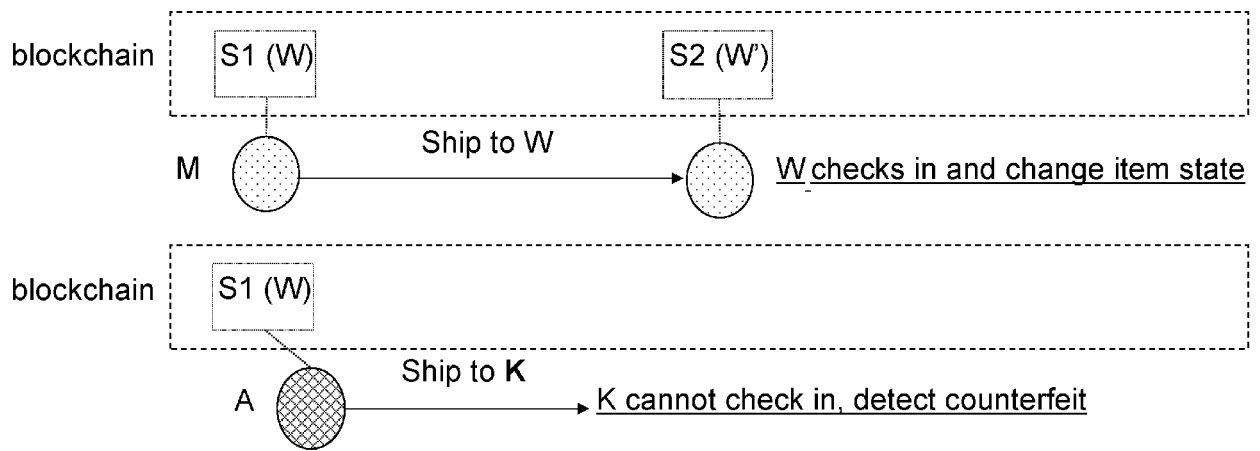 blockchain
S1 (W)
S2 (W')
Ship to W
M
W checks in and change item state
blockchain
S1 (W)
Ship to K
A
K cannot check in, detect counterfeit